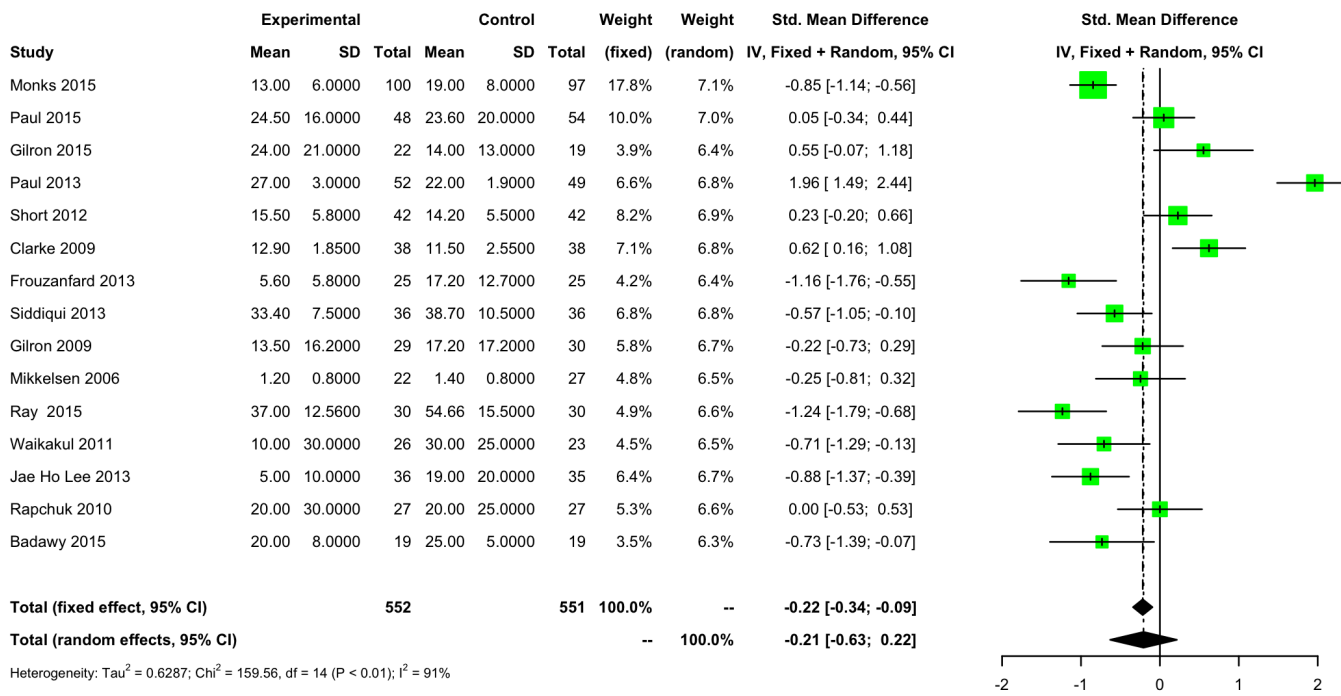 Experimental Control Weight Weight Std. Mean Difference Std. Mean Difference
Study Mean SD Total Mean SD Total (fixed) (random) IV, Fixed + Random, 95% CI IV, Fixed + Random, 95% CI
Monks 2015 13.00 6.0000 100 19.00 8.0000 97 17.8% 7.1% -0.85 [-1.14; -0.56]
Paul 2015 24.50 16.0000 48 23.60 20.0000 54 10.0% 7.0% 0.05 [-0.34; 0.44]
Gilron 2015 24.00 21.0000 22 14.00 13.0000 19 3.9% 6.4% 0.55 [-0.07; 1.18]
Paul 2013 27.00 3.0000 52 22.00 1.9000 49 6.6% 6.8% 1.96 [ 1.49; 2.44]
Short 2012 15.50 5.8000 42 14.20 5.5000 42 8.2% 6.9% 0.23 [-0.20; 0.66]
Clarke 2009 12.90 1.8500 38 11.50 2.5500 38 7.1% 6.8% 0.62 [ 0.16; 1.08]
Frouzanfard 2013 5.60 5.8000 25 17.20 12.7000 25 4.2% 6.4% -1.16 [-1.76; -0.55]
Siddiqui 2013 33.40 7.5000 36 38.70 10.5000 36 6.8% 6.8% -0.57 [-1.05; -0.10]
Gilron 2009 13.50 16.2000 29 17.20 17.2000 30 5.8% 6.7% -0.22 [-0.73; 0.29]
Mikkelsen 2006 1.20 0.8000 22 1.40 0.8000 27 4.8% 6.5% -0.25 [-0.81; 0.32]
Ray 2015 37.00 12.5600 30 54.66 15.5000 30 4.9% 6.6% -1.24 [-1.79; -0.68]
Waikakul 2011 10.00 30.0000 26 30.00 25.0000 23 4.5% 6.5% -0.71 [-1.29; -0.13]
Jae Ho Lee 2013 5.00 10.0000 36 19.00 20.0000 35 6.4% 6.7% -0.88 [-1.37; -0.39]
Rapchuk 2010 20.00 30.0000 27 20.00 25.0000 27 5.3% 6.6% 0.00 [-0.53; 0.53]
Badawy 2015 20.00 8.0000 19 25.00 5.0000 19 3.5% 6.3% -0.73 [-1.39; -0.07]
Total (fixed effect, 95% CI) 552 551 100.0% -- -0.22 [-0.34; -0.09]
Total (random effects, 95% CI) -- 100.0% -0.21 [-0.63; 0.22]
Heterogeneity: Tau² = 0.6287; Chi² = 159.56, df = 14 (P < 0.01); I² = 91%
-2 -1 0 1 2